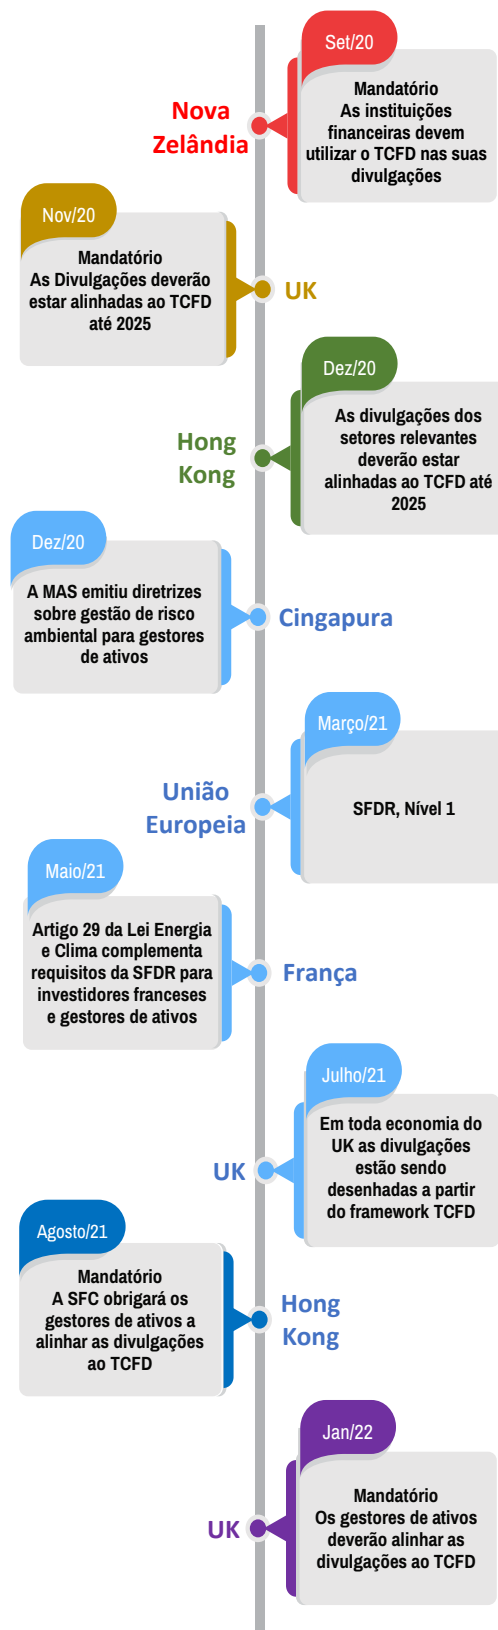 Set/20
Mandatório
As instituições
financeiras devem
utilizar o TCFD nas suas
divulgações
Nova
Zelândia
Nov/20
Mandatório
As Divulgações deverão
estar alinhadas ao TCFD
até 2025
UK
Dez/20
As divulgações dos
setores relevantes
deverão estar
alinhadas ao TCFD até
2025
Hong
Kong
Dez/20
A MAS emitiu diretrizes
sobre gestão de risco
ambiental para gestores
de ativos
Cingapura
Março/21
SFDR, Nível 1
União
Europeia
Maio/21
Artigo 29 da Lei Energia
e Clima complementa
requisitos da SFDR para
investidores franceses
e gestores de ativos
França
Julho/21
Em toda economia do
UK as divulgações
estão sendo
desenhadas a partir
do framework TCFD
UK
Agosto/21
Mandatório
A SFC obrigará os
gestores de ativos a
alinhar as divulgações
ao TCFD
Hong
Kong
Jan/22
Mandatório
Os gestores de ativos
deverão alinhar as
divulgações ao TCFD
UK